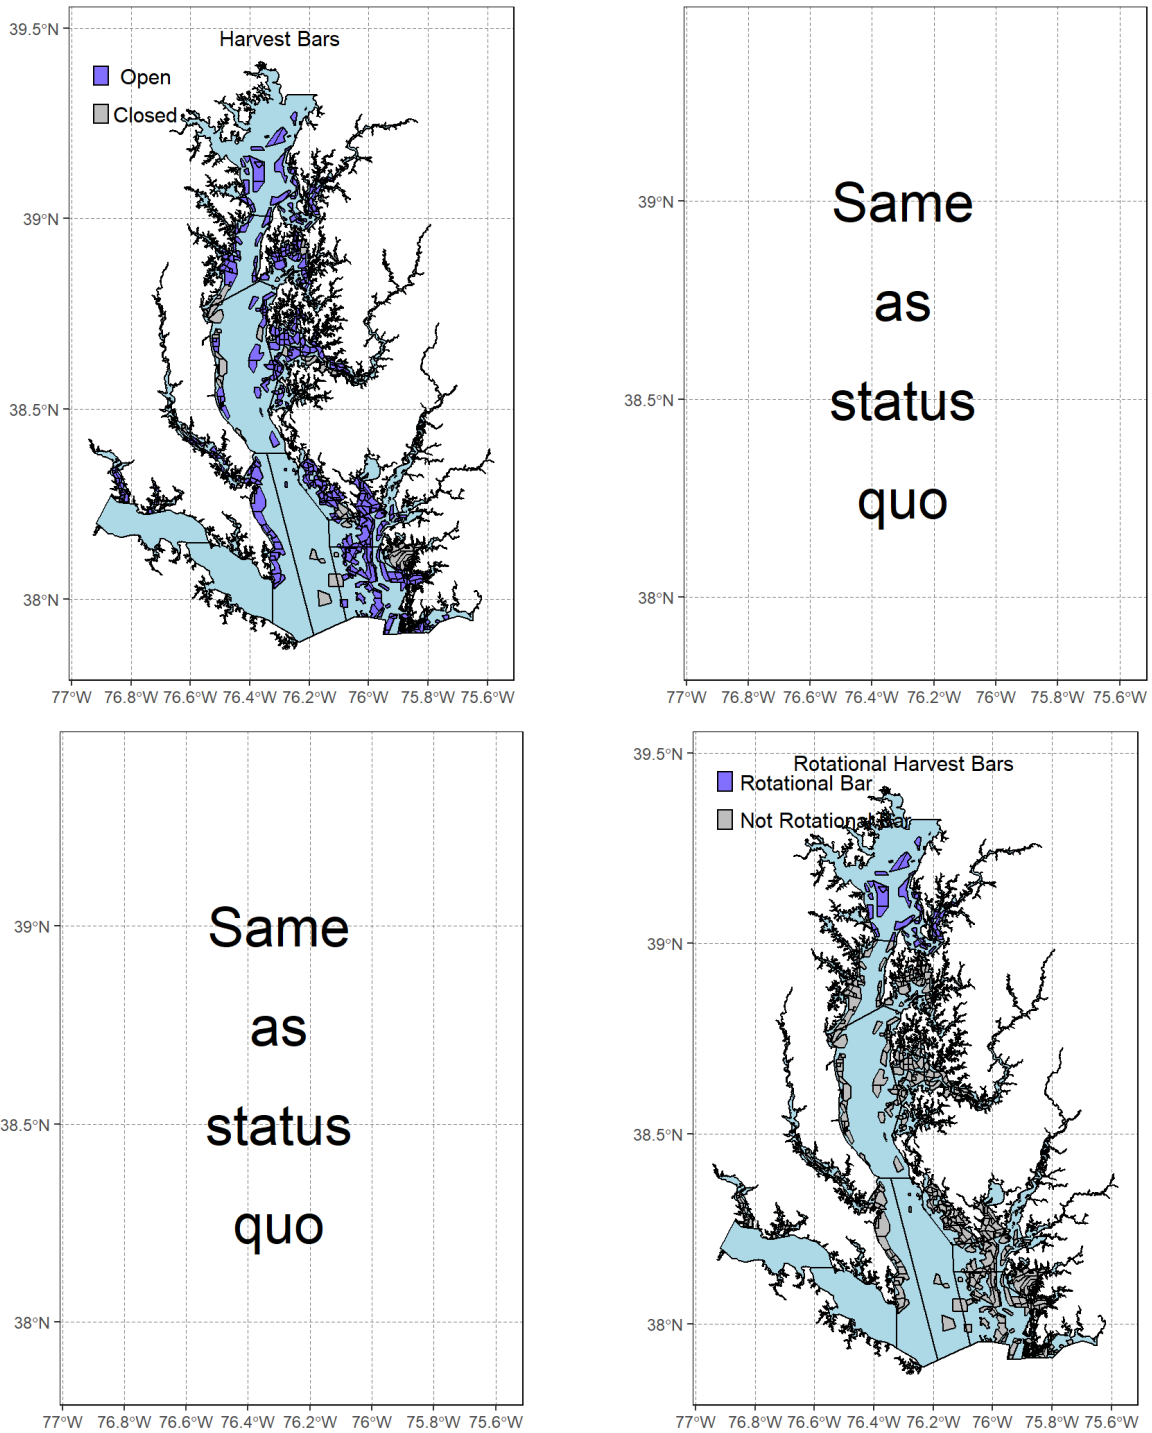 Harvest Bars
Open
Closed
39.5°N
39°N
38.5°N
38°N
77°W 76.8°W 76.6°W 76.4°W 76.2°W 76°W 75.8°W 75.6°W
Same
as
status
quo
39°N
38.5°N
38°N
77°W 76.8°W 76.6°W 76.4°W 76.2°W 76°W 75.8°W 75.6°W
Same
as
status
quo
39°N
38.5°N
38°N
77°W 76.8°W 76.6°W 76.4°W 76.2°W 76°W 75.8°W 75.6°W
Rotational Harvest Bars
Rotational Bar
Not Rotational Bar
39.5°N
39°N
38.5°N
38°N
77°W 76.8°W 76.6°W 76.4°W 76.2°W 76°W 75.8°W 75.6°W